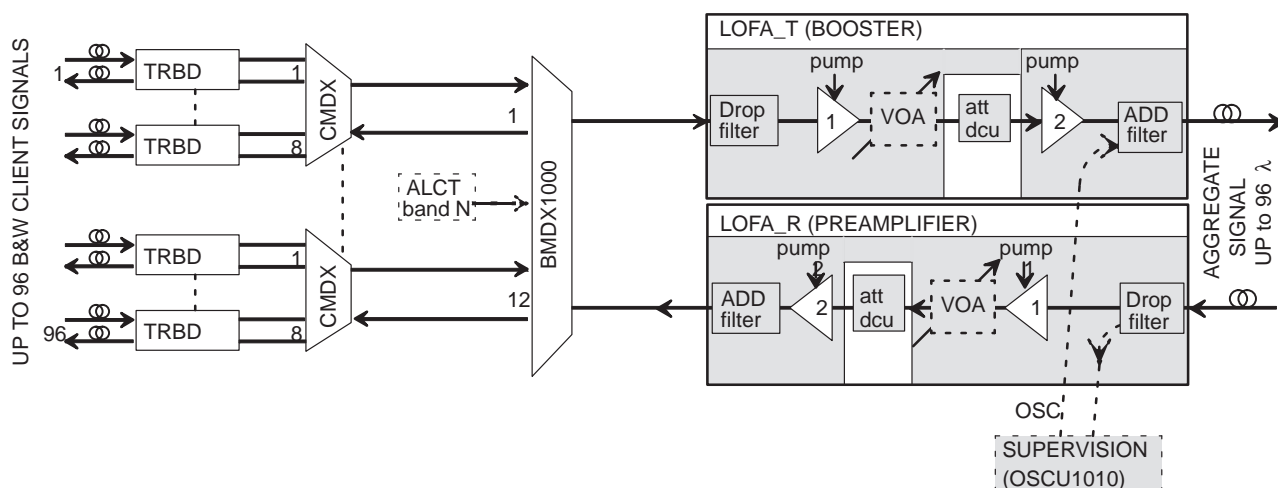 UP TO 96 B&W CLIENT SIGNALS
1
TRBD
1
TRBD
8
CMDX
TRBD
1
96
TRBD
8
CMDX
1
ALCT
band N
12
BMDX1000
LOFA_T (BOOSTER)
pump
pump
Drop
filter
1
VOA
att
dcu
2
ADD
filter
LOFA_R (PREAMPLIFIER)
pump
2
pump
1
ADD
filter
2
att
dcu
VOA
1
Drop
filter
AGGREGATE
SIGNAL
UP to 96 λ
OSC
SUPERVISION
(OSCU1010)